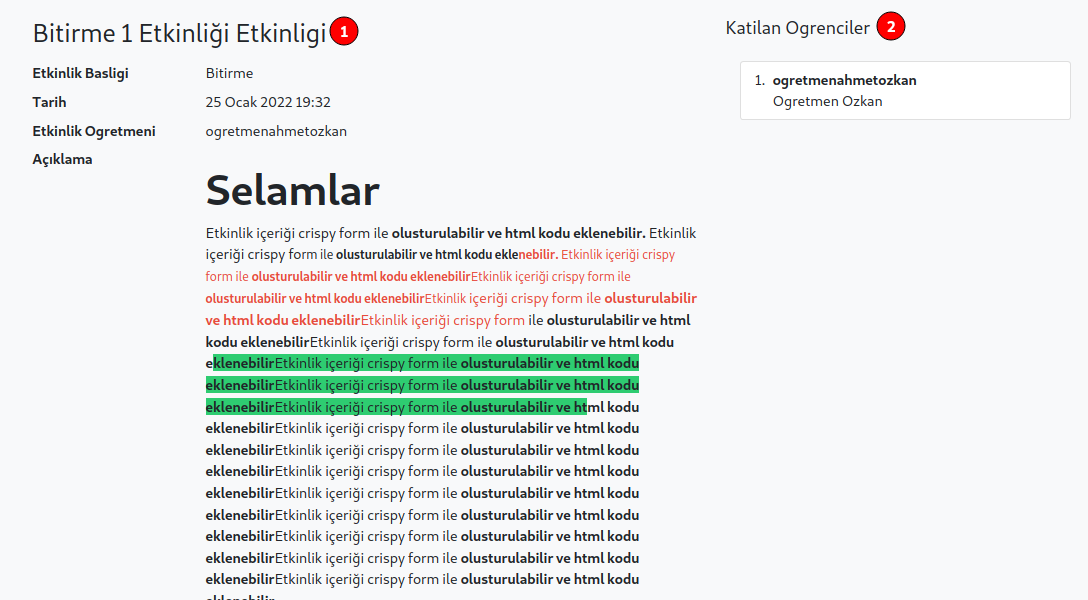 Bitirme 1 Etkinliği Etkinligi 1
Etkinlik Basligi Bitirme
Tarih 25 Ocak 2022 19:32
Etkinlik Ogretmeni ogretmenahmetozkan
Açıklama
Selamlar
Etkinlik içeriği crispy form ile olusturulabilir ve html kodu eklenebilir. Etkinlik
içeriği crispy form ile olusturulabilir ve html kodu eklenebilir. Etkinlik içeriği crispy
form ile olusturulabilir ve html kodu eklenebilirEtkinlik içeriği crispy form ile
olusturulabilir ve html kodu eklenebilirEtkinlik içeriği crispy form ile olusturulabilir
ve html kodu eklenebilirEtkinlik içeriği crispy form ile olusturulabilir ve html
kodu eklenebilirEtkinlik içeriği crispy form ile olusturulabilir ve html kodu
eklenebilirEtkinlik içeriği crispy form ile olusturulabilir ve html kodu
eklenebilirEtkinlik içeriği crispy form ile olusturulabilir ve html kodu
eklenebilirEtkinlik içeriği crispy form ile olusturulabilir ve html kodu
eklenebilirEtkinlik içeriği crispy form ile olusturulabilir ve html kodu
eklenebilirEtkinlik içeriği crispy form ile olusturulabilir ve html kodu
eklenebilirEtkinlik içeriği crispy form ile olusturulabilir ve html kodu
eklenebilirEtkinlik içeriği crispy form ile olusturulabilir ve html kodu
eklenebilirEtkinlik içeriği crispy form ile olusturulabilir ve html kodu
eklenebilirEtkinlik içeriği crispy form ile olusturulabilir ve html kodu
eklenebilirEtkinlik içeriği crispy form ile olusturulabilir ve html kodu
eklenebilirEtkinlik içeriği crispy form ile olusturulabilir ve html kodu
eklenebilir
Katilan Ogrenciler 2
1. ogretmenahmetozkan
Ogretmen Ozkan